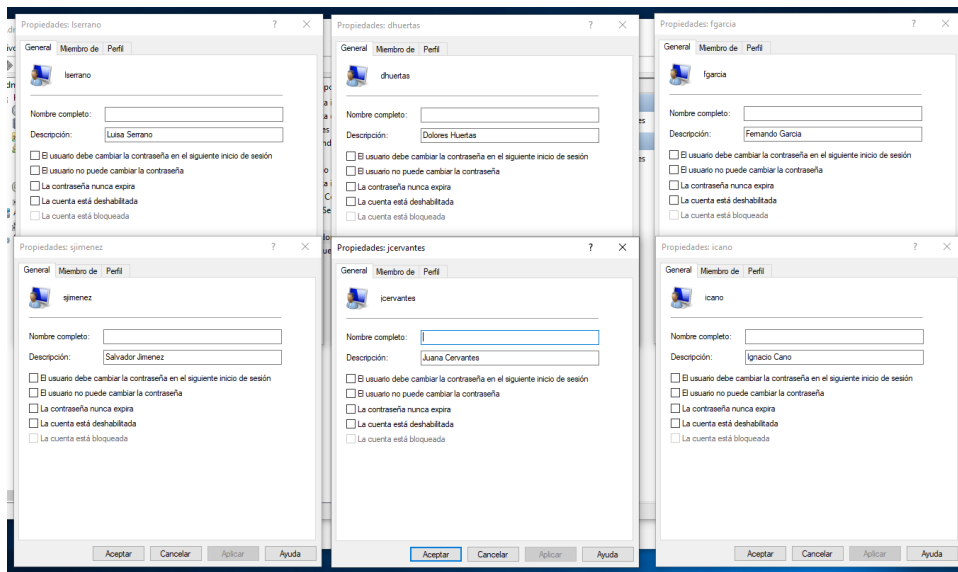 Propiedades: lserrano ? ×
General Miembro de Perfil
lserrano
Nombre completo:
Descripción: Luisa Serrano
El usuario debe cambiar la contraseña en el siguiente inicio de sesión
El usuario no puede cambiar la contraseña
La contraseña nunca expira
La cuenta está deshabilitada
La cuenta está bloqueada
Propiedades: dhuertas ? ×
General Miembro de Perfil
dhuertas
Nombre completo:
Descripción: Dolores Huertas
El usuario debe cambiar la contraseña en el siguiente inicio de sesión
El usuario no puede cambiar la contraseña
La contraseña nunca expira
La cuenta está deshabilitada
La cuenta está bloqueada
Propiedades: fgarcia ? ×
General Miembro de Perfil
fgarcia
Nombre completo:
Descripción: Fernando Garcia
El usuario debe cambiar la contraseña en el siguiente inicio de sesión
El usuario no puede cambiar la contraseña
La contraseña nunca expira
La cuenta está deshabilitada
La cuenta está bloqueada
Propiedades: sjimenez ? ×
General Miembro de Perfil
sjimenez
Nombre completo:
Descripción: Salvador Jimenez
El usuario debe cambiar la contraseña en el siguiente inicio de sesión
El usuario no puede cambiar la contraseña
La contraseña nunca expira
La cuenta está deshabilitada
La cuenta está bloqueada
Aceptar Cancelar Aplicar Ayuda
Propiedades: jcervantes ? ×
General Miembro de Perfil
jcervantes
Nombre completo:
Descripción: Juana Cervantes
El usuario debe cambiar la contraseña en el siguiente inicio de sesión
El usuario no puede cambiar la contraseña
La contraseña nunca expira
La cuenta está deshabilitada
La cuenta está bloqueada
Aceptar Cancelar Aplicar Ayuda
Propiedades: icano ? ×
General Miembro de Perfil
icano
Nombre completo:
Descripción: Ignacio Cano
El usuario debe cambiar la contraseña en el siguiente inicio de sesión
El usuario no puede cambiar la contraseña
La contraseña nunca expira
La cuenta está deshabilitada
La cuenta está bloqueada
Aceptar Cancelar Aplicar Ayuda